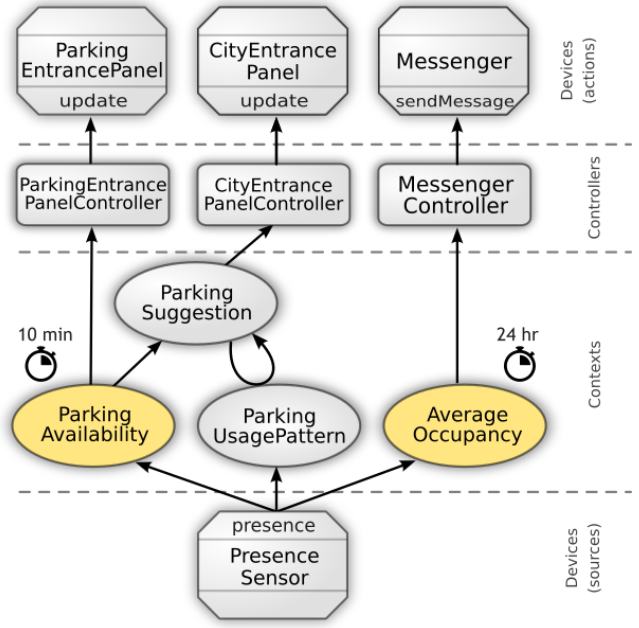 Parking
EntrancePanel
update
CityEntrance
Panel
update
Messenger
sendMessage
Devices
(actions)
ParkingEntrance
PanelController
CityEntrance
PanelController
Messenger
Controller
Controllers
Parking
Suggestion
10 min
24 hr
Contexts
Parking
Availability
Parking
UsagePattern
Average
Occupancy
presence
Presence
Sensor
Devices
(sources)